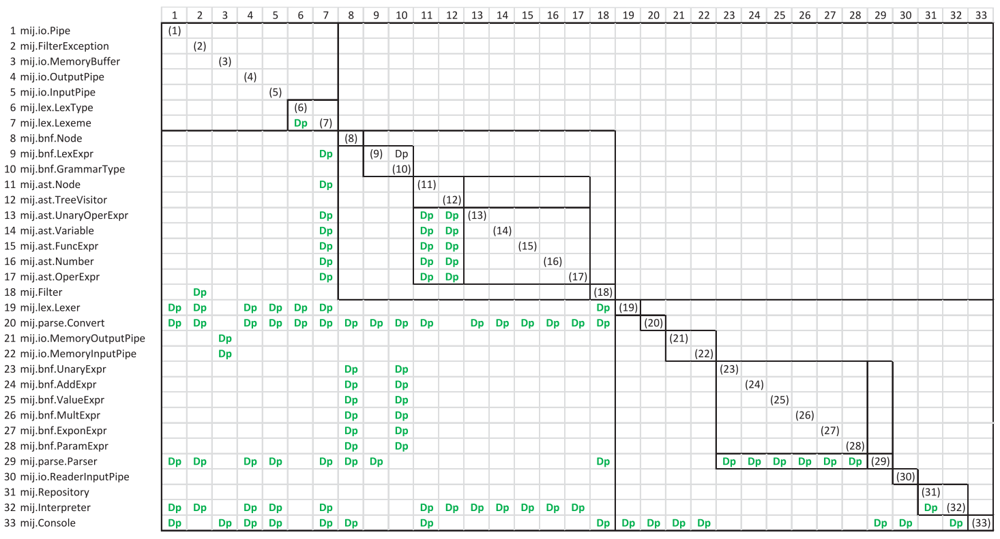 1 2 3 4 5 6 7 8 9 10 11 12 13 14 15 16 17 18 19 20 21 22 23 24 25 26 27 28 29 30 31 32 33
1 mij.io.Pipe (1)
2 mij.FilterException (2)
3 mij.io.MemoryBuffer (3)
4 mij.io.OutputPipe (4)
5 mij.io.InputPipe (5)
6 mij.lex.LexType (6)
7 mij.lex.Lexeme Dp (7)
8 mij.bnf.Node (8)
9 mij.bnf.LexExpr Dp (9) Dp
10 mij.bnf.GrammarType (10)
11 mij.ast.Node Dp (11)
12 mij.ast.TreeVisitor (12)
13 mij.ast.UnaryOperExpr Dp Dp Dp (13)
14 mij.ast.Variable Dp Dp Dp (14)
15 mij.ast.FuncExpr Dp Dp Dp (15)
16 mij.ast.Number Dp Dp Dp (16)
17 mij.ast.OperExpr Dp Dp Dp (17)
18 mij.Filter Dp (18)
19 mij.lex.Lexer Dp Dp Dp Dp Dp Dp Dp (19)
20 mij.parse.Convert Dp Dp Dp Dp Dp Dp Dp Dp Dp Dp Dp Dp Dp Dp Dp Dp (20)
21 mij.io.MemoryOutputPipe Dp (21)
22 mij.io.MemoryInputPipe Dp (22)
23 mij.bnf.UnaryExpr Dp Dp (23)
24 mij.bnf.AddExpr Dp Dp (24)
25 mij.bnf.ValueExpr Dp Dp (25)
26 mij.bnf.MultExpr Dp Dp (26)
27 mij.bnf.ExponExpr Dp Dp (27)
28 mij.bnf.ParamExpr Dp Dp (28)
29 mij.parse.Parser Dp Dp Dp Dp Dp Dp Dp Dp Dp Dp Dp Dp Dp Dp (29)
30 mij.io.ReaderInputPipe (30)
31 mij.Repository (31)
32 mij.Interpreter Dp Dp Dp Dp Dp Dp Dp Dp Dp Dp Dp Dp Dp (32)
33 mij.Console Dp Dp Dp Dp Dp Dp Dp Dp Dp Dp Dp Dp Dp Dp Dp (33)